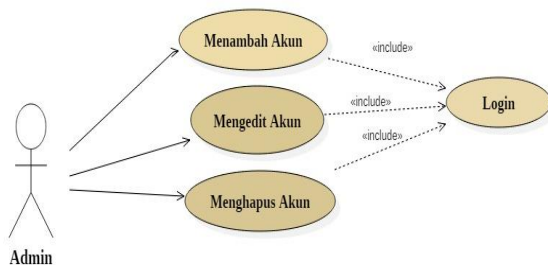 Menambah Akun
«include»
Mengedit Akun
«include»
Login
«include»
Menghapus Akun
Admin